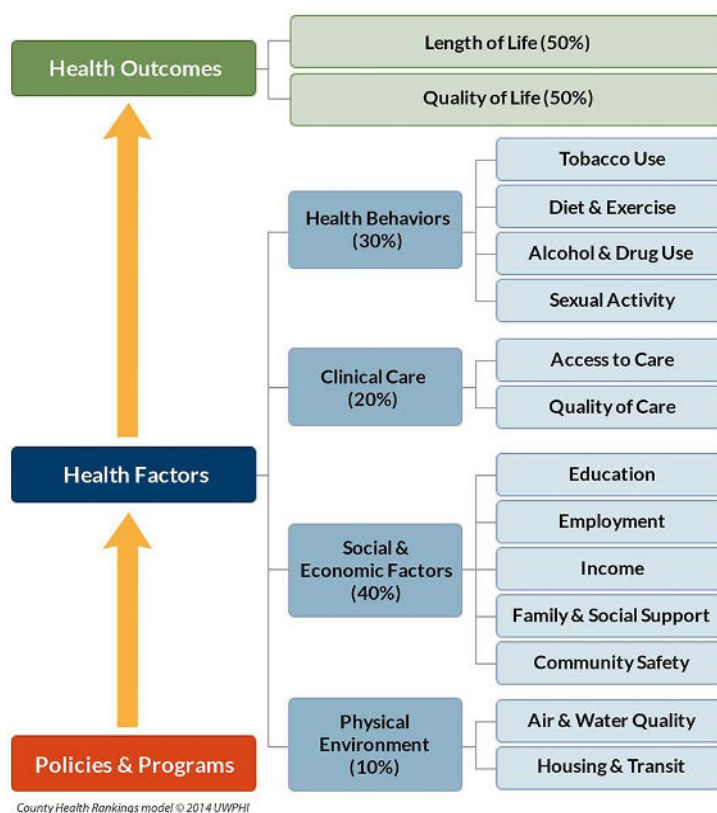 Health Outcomes
Length of Life (50%)
Quality of Life (50%)
Health Behaviors
(30%)
Tobacco Use
Diet & Exercise
Alcohol & Drug Use
Sexual Activity
Clinical Care
(20%)
Access to Care
Quality of Care
Health Factors
Social &
Economic Factors
(40%)
Education
Employment
Income
Family & Social Support
Community Safety
Physical
Environment
(10%)
Air & Water Quality
Housing & Transit
Policies & Programs
County Health Rankings model © 2014 UWPHI